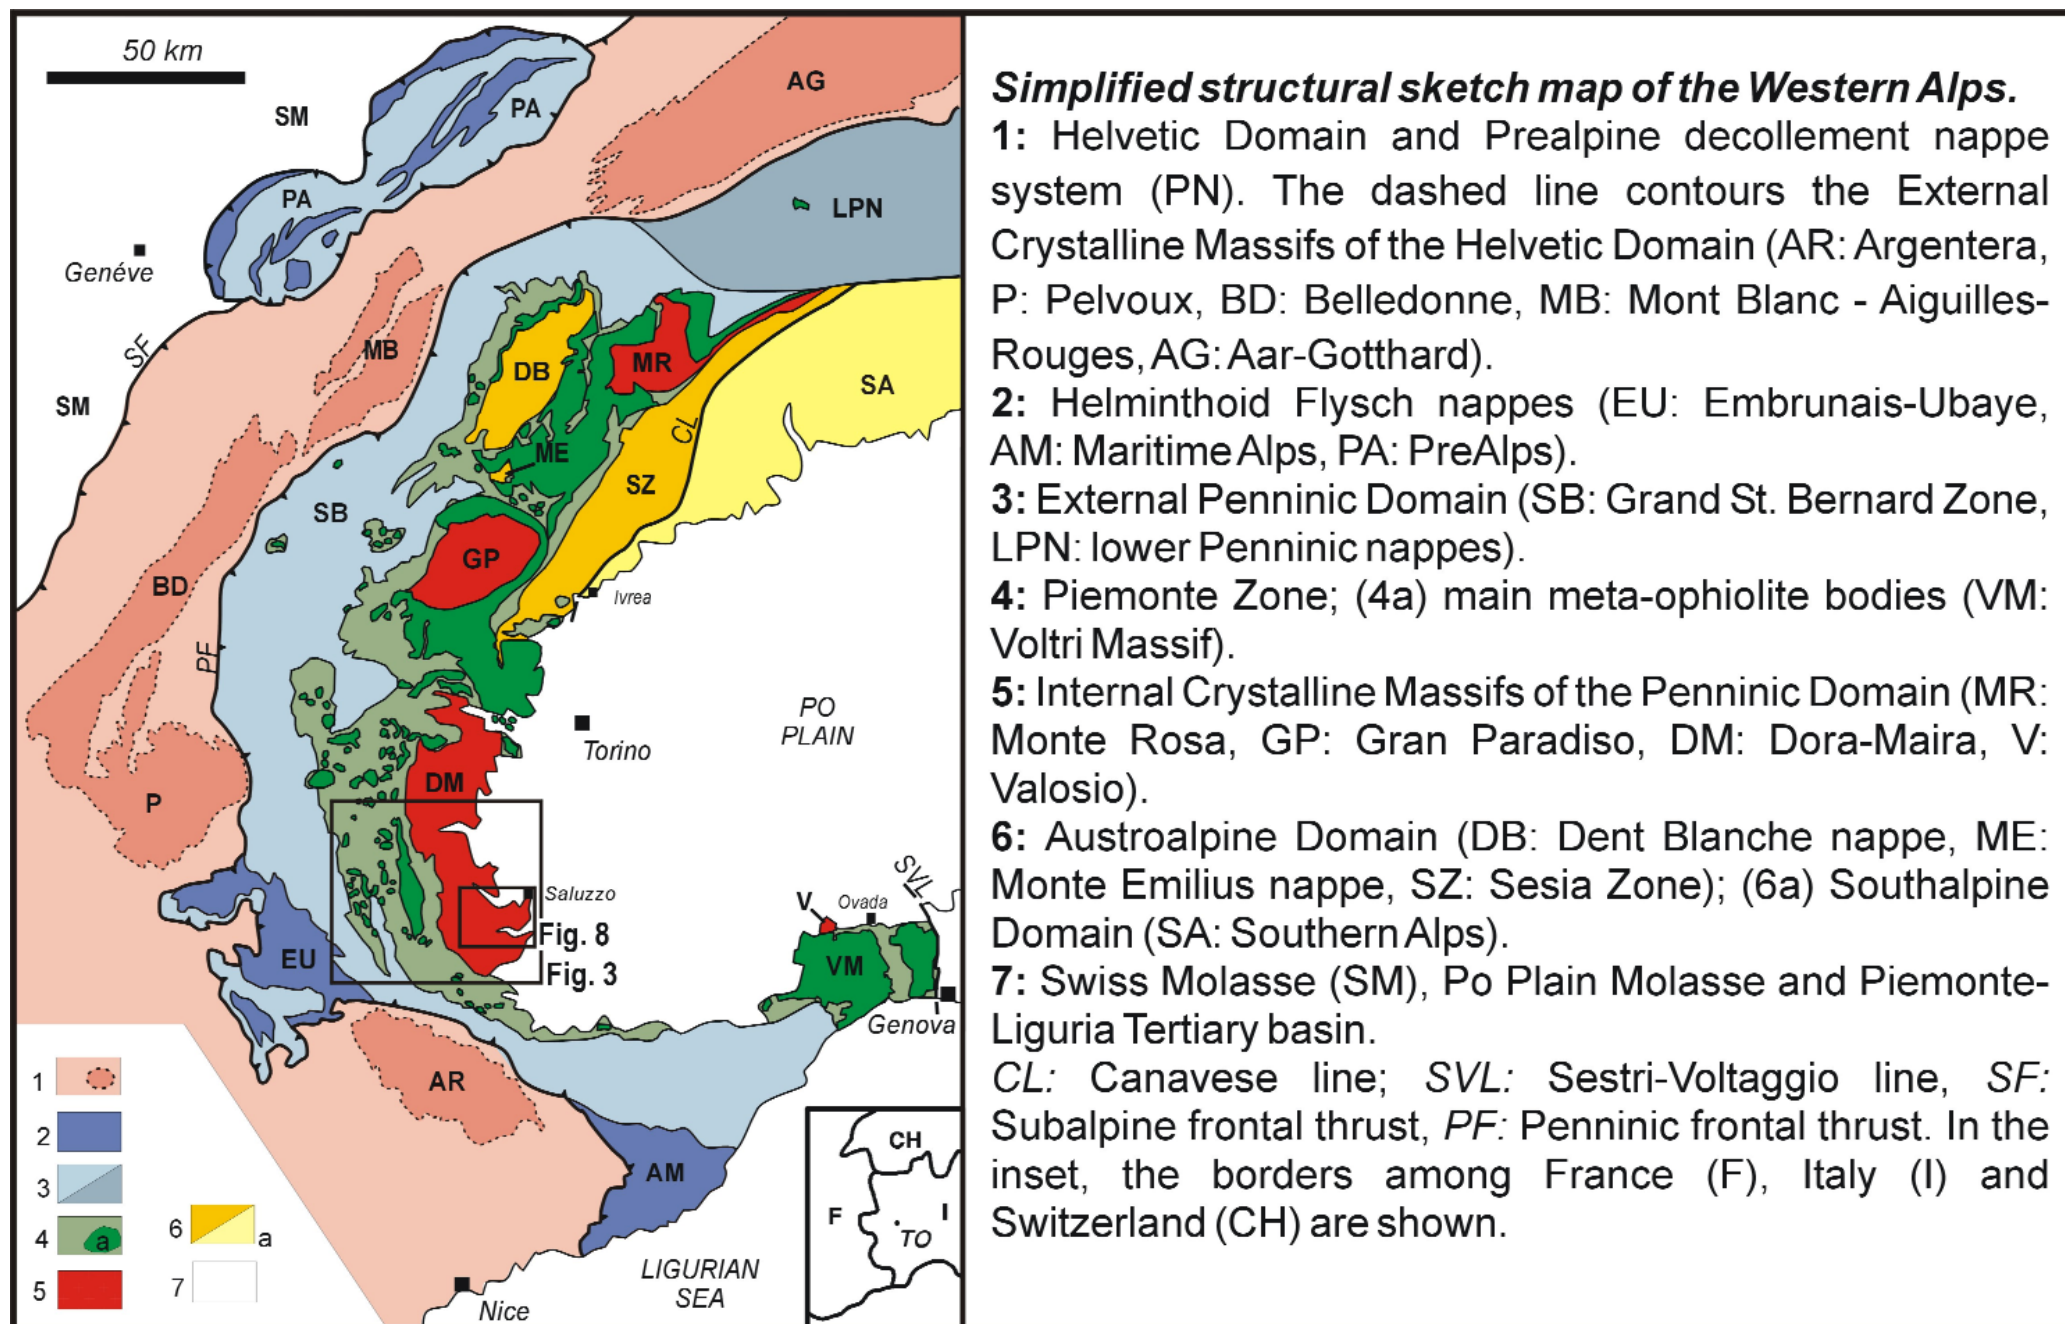 50 km
SM
PA
AG
PA
LPN
Genéve
SF
MB
SM
DB
MR
SA
CL
ME
SZ
SB
GP
BD
Ivrea
PF
PO
PLAIN
Torino
DM
P
Saluzzo
SVL
V
Ovada
Fig. 8
EU
VM
Fig. 3
Genova
AR
AM
LIGURIAN
SEA
Nice
1
2
3
4 a
5
6 a
7
CH
F
I
TO
Simplified structural sketch map of the Western Alps.
1: Helvetic Domain and Prealpine decollement nappe
system (PN). The dashed line contours the External
Crystalline Massifs of the Helvetic Domain (AR: Argentera,
P: Pelvoux, BD: Belledonne, MB: Mont Blanc - Aiguilles-
Rouges, AG: Aar-Gotthard).
2: Helminthoid Flysch nappes (EU: Embrunais-Ubaye,
AM: Maritime Alps, PA: PreAlps).
3: External Penninic Domain (SB: Grand St. Bernard Zone,
LPN: lower Penninic nappes).
4: Piemonte Zone; (4a) main meta-ophiolite bodies (VM:
Voltri Massif).
5: Internal Crystalline Massifs of the Penninic Domain (MR:
Monte Rosa, GP: Gran Paradiso, DM: Dora-Maira, V:
Valosio).
6: Austroalpine Domain (DB: Dent Blanche nappe, ME:
Monte Emilius nappe, SZ: Sesia Zone); (6a) Southalpine
Domain (SA: Southern Alps).
7: Swiss Molasse (SM), Po Plain Molasse and Piemonte-
Liguria Tertiary basin.
CL: Canavese line; SVL: Sestri-Voltaggio line, SF:
Subalpine frontal thrust, PF: Penninic frontal thrust. In the
inset, the borders among France (F), Italy (I) and
Switzerland (CH) are shown.